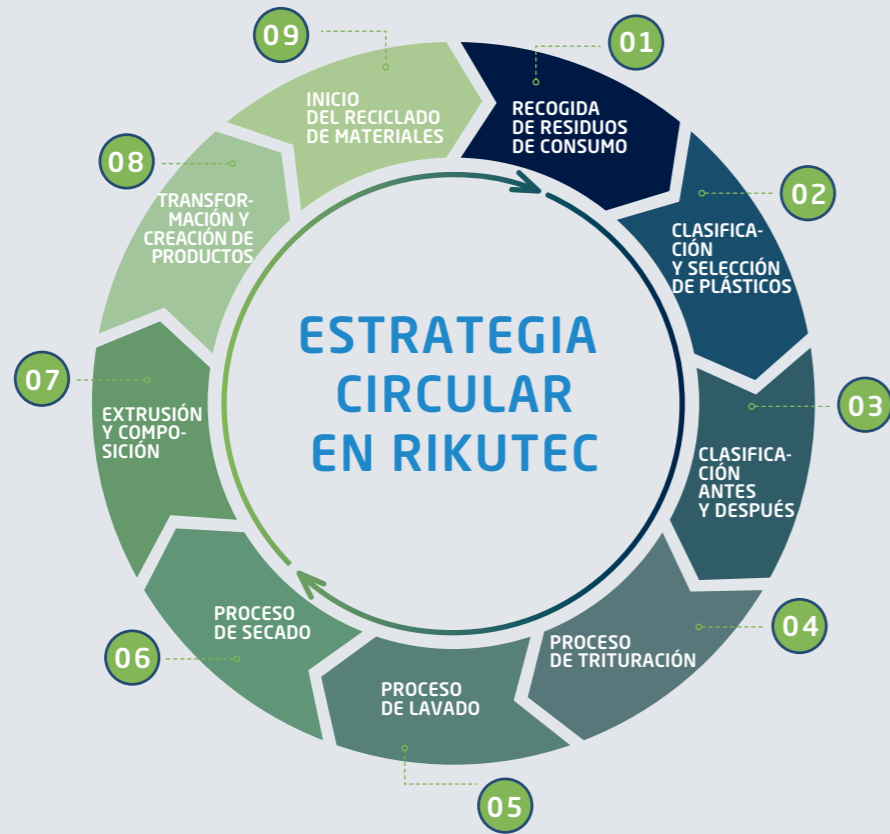 01
RECOGIDA
DE RESIDUOS
DE CONSUMO
02
CLASIFICA-
CIÓN
Y SELECCIÓN
DE PLÁSTICOS
03
CLASIFICA-
CIÓN
ANTES
Y DESPUÉS
04
PROCESO
DE TRITURACIÓN
05
PROCESO
DE LAVADO
06
PROCESO
DE SECADO
07
EXTRUSIÓN
Y COMPO-
SICIÓN
08
TRANSFOR-
MACIÓN Y
CREACIÓN DE
PRODUCTOS
09
INICIO
DEL RECICLADO
DE MATERIALES
ESTRATEGIA
CIRCULAR
EN RIKUTEC